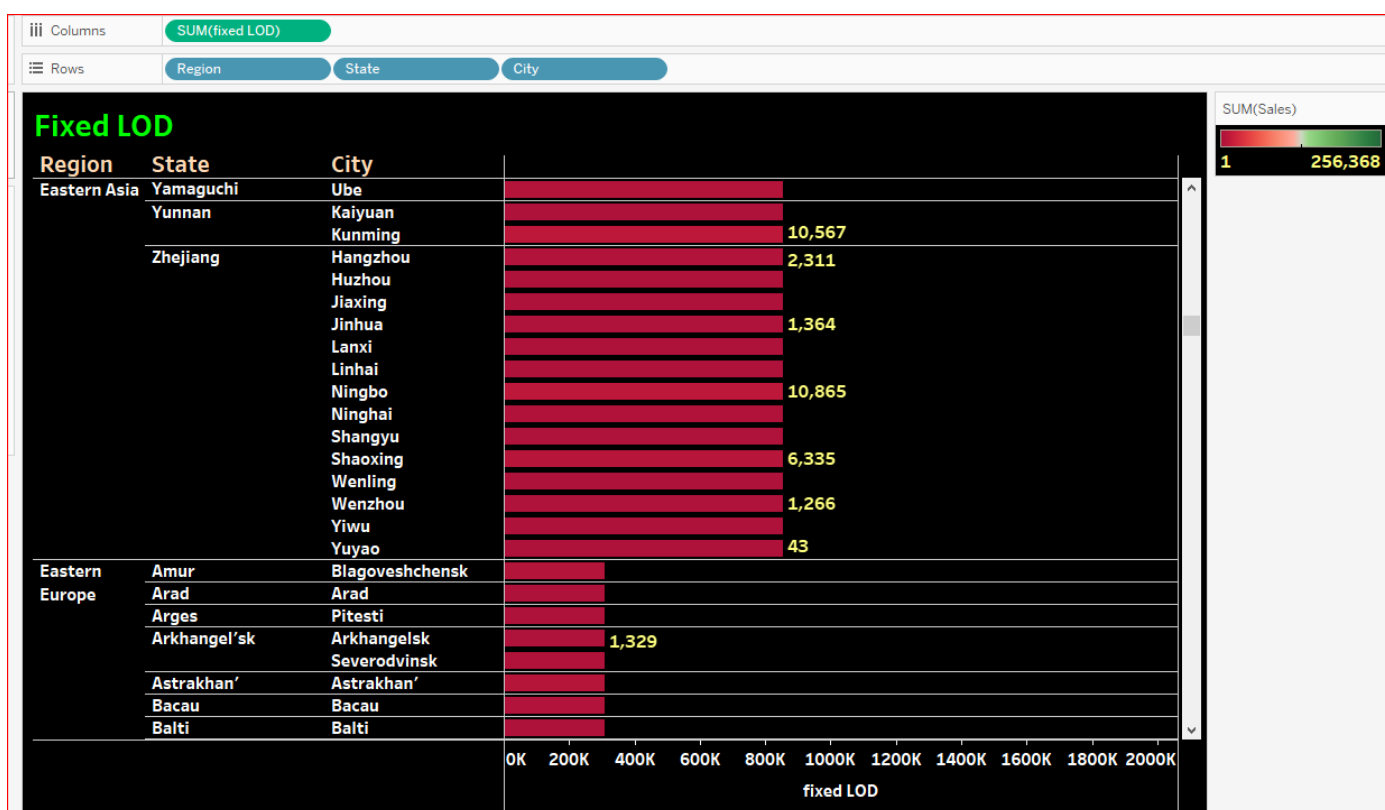 Columns SUM(fixed LOD)
Rows Region State City
SUM(Sales)
1 256,368
Fixed LOD
Region State City
Eastern Asia Yamaguchi Ube
Yunnan Kaiyuan
Kunming 10,567
Zhejiang Hangzhou 2,311
Huzhou
Jiaxing
Jinhua 1,364
Lanxi
Linhai
Ningbo 10,865
Ninghai
Shangyu
Shaoxing 6,335
Wenling
Wenzhou 1,266
Yiwu
Yuyao 43
Eastern Amur Blagoveshchensk
Europe Arad Arad
Arges Pitesti
Arkhangel’sk Arkhangelsk 1,329
Severodvinsk
Astrakhan’ Astrakhan’
Bacau Bacau
Balti Balti
0K 200K 400K 600K 800K 1000K 1200K 1400K 1600K 1800K 2000K
fixed LOD